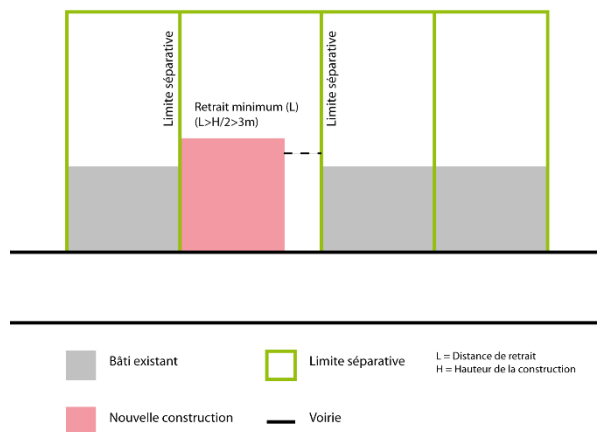 Limite séparative
Retrait minimum (L)
(L>H/2>3m)
Limite séparative
Bâti existant
Limite séparative
L = Distance de retrait
H = Hauteur de la construction
Nouvelle construction
Voirie